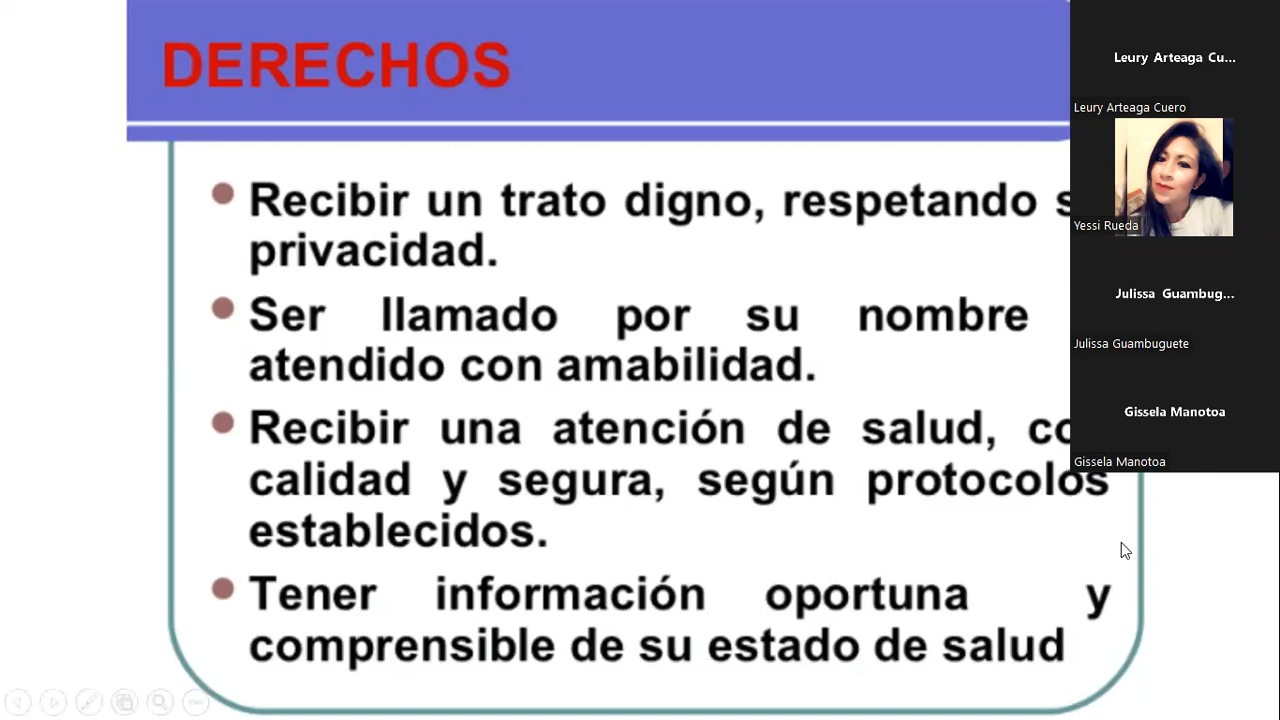 DERECHOS
Recibir un trato digno, respetando
privacidad.
Ser llamado por su nombre
atendido con amabilidad.
Recibir una atención de salud,
calidad y segura, según protocolos
establecidos.
Tener información oportuna y
comprensible de su estado de salud
Leury Arteaga Cu...
Leury Arteaga Cuero
Yessi Rueda
Julissa Guambug...
Julissa Guambuguete
Gissela Manotoa
Gissela Manotoa